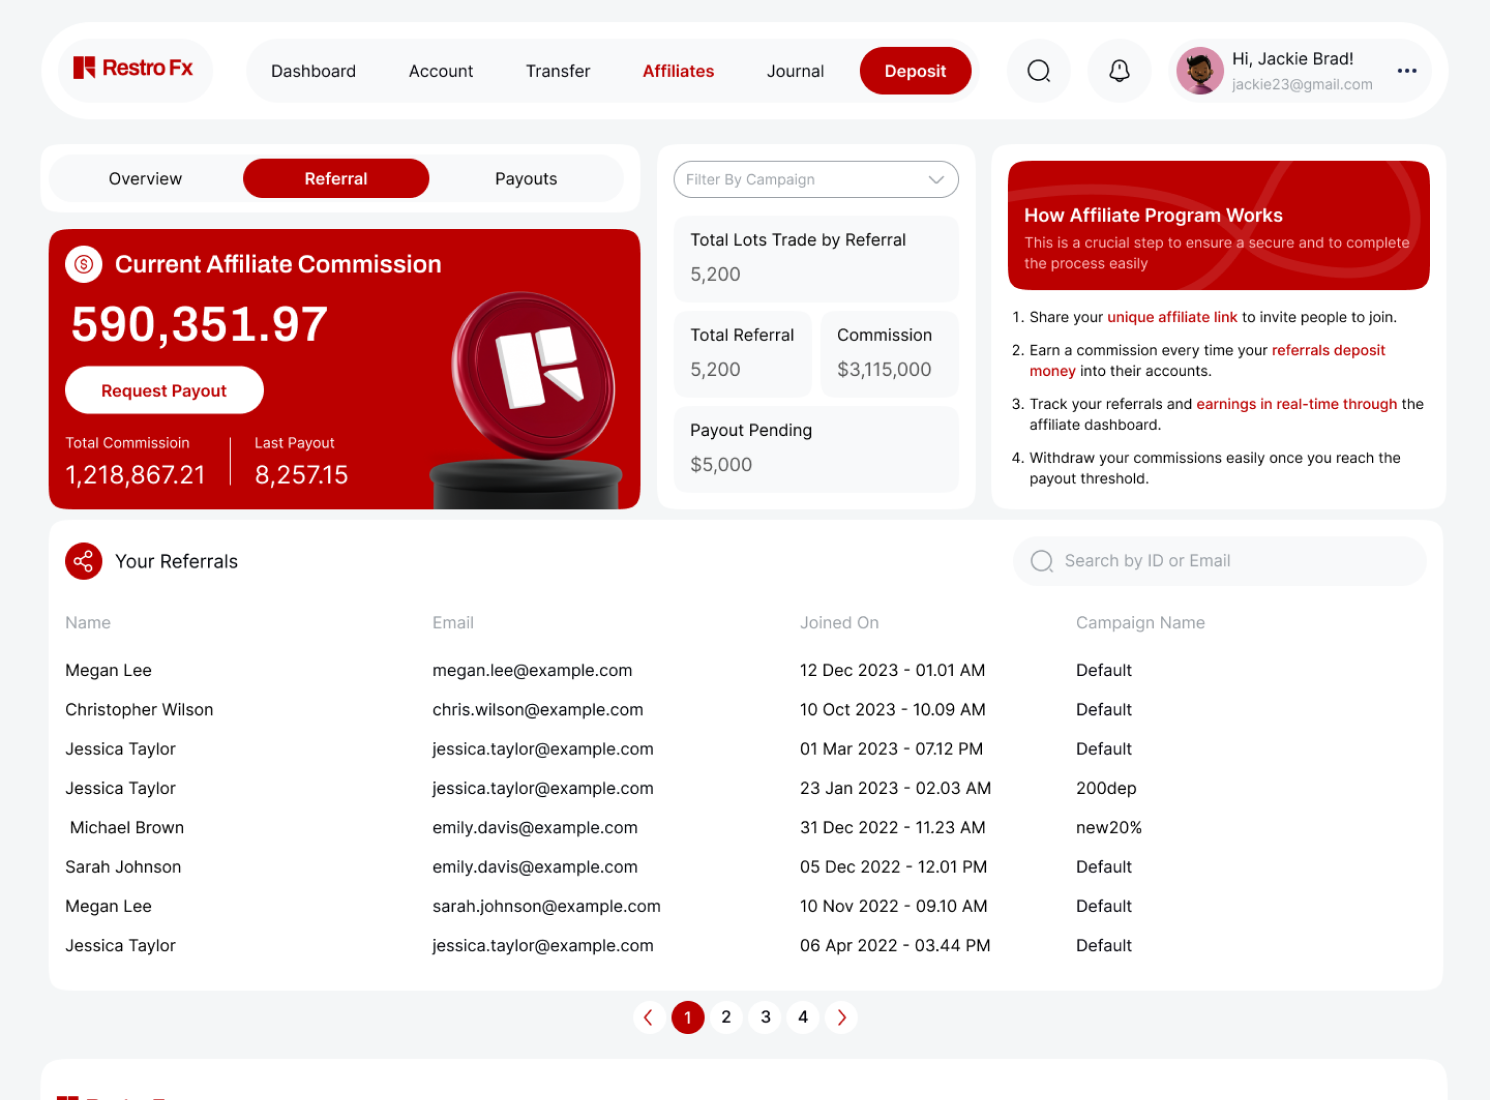 Restro Fx
Dashboard
Account
Transfer
Affiliates
Journal
Deposit
Hi, Jackie Brad!
jackie23@gmail.com
Overview
Referral
Payouts
Current Affiliate Commission
590,351.97
Request Payout
Total Commissioin
1,218,867.21
Last Payout
8,257.15
Filter By Campaign
Total Lots Trade by Referral
5,200
Total Referral
5,200
Commission
$3,115,000
Payout Pending
$5,000
How Affiliate Program Works
This is a crucial step to ensure a secure and to complete
the process easily
1. Share your unique affiliate link to invite people to join.
2. Earn a commission every time your referrals deposit
money into their accounts.
3. Track your referrals and earnings in real-time through the
affiliate dashboard.
4. Withdraw your commissions easily once you reach the
payout threshold.
Your Referrals
Search by ID or Email
Name Email Joined On Campaign Name
Megan Lee megan.lee@example.com 12 Dec 2023 - 01.01 AM Default
Christopher Wilson chris.wilson@example.com 10 Oct 2023 - 10.09 AM Default
Jessica Taylor jessica.taylor@example.com 01 Mar 2023 - 07.12 PM Default
Jessica Taylor jessica.taylor@example.com 23 Jan 2023 - 02.03 AM 200dep
Michael Brown emily.davis@example.com 31 Dec 2022 - 11.23 AM new20%
Sarah Johnson emily.davis@example.com 05 Dec 2022 - 12.01 PM Default
Megan Lee sarah.johnson@example.com 10 Nov 2022 - 09.10 AM Default
Jessica Taylor jessica.taylor@example.com 06 Apr 2022 - 03.44 PM Default
1 2 3 4